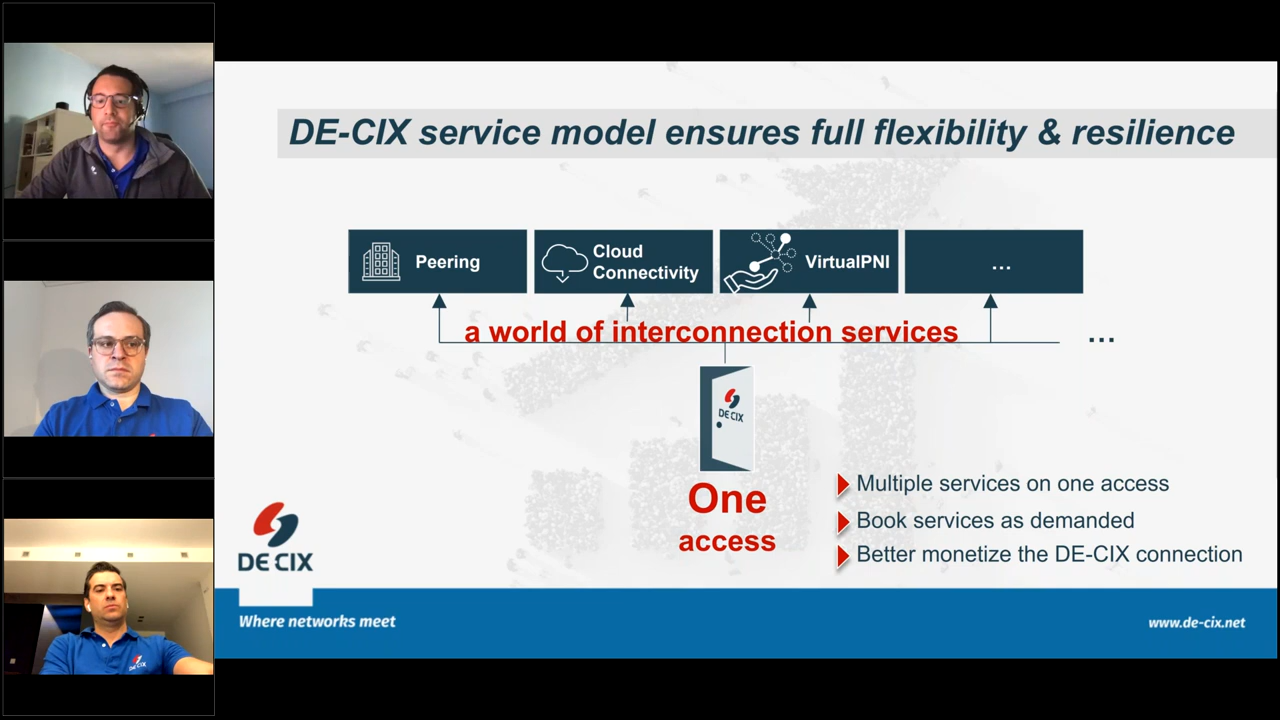 DE-CIX service model ensures full flexibility & resilience
Peering
Cloud
Connectivity
VirtualPNI
...
a world of interconnection services
...
DE CIX
One
access
Multiple services on one access
Book services as demanded
Better monetize the DE-CIX connection
DE CIX
Where networks meet
www.de-cix.net
DE CIX